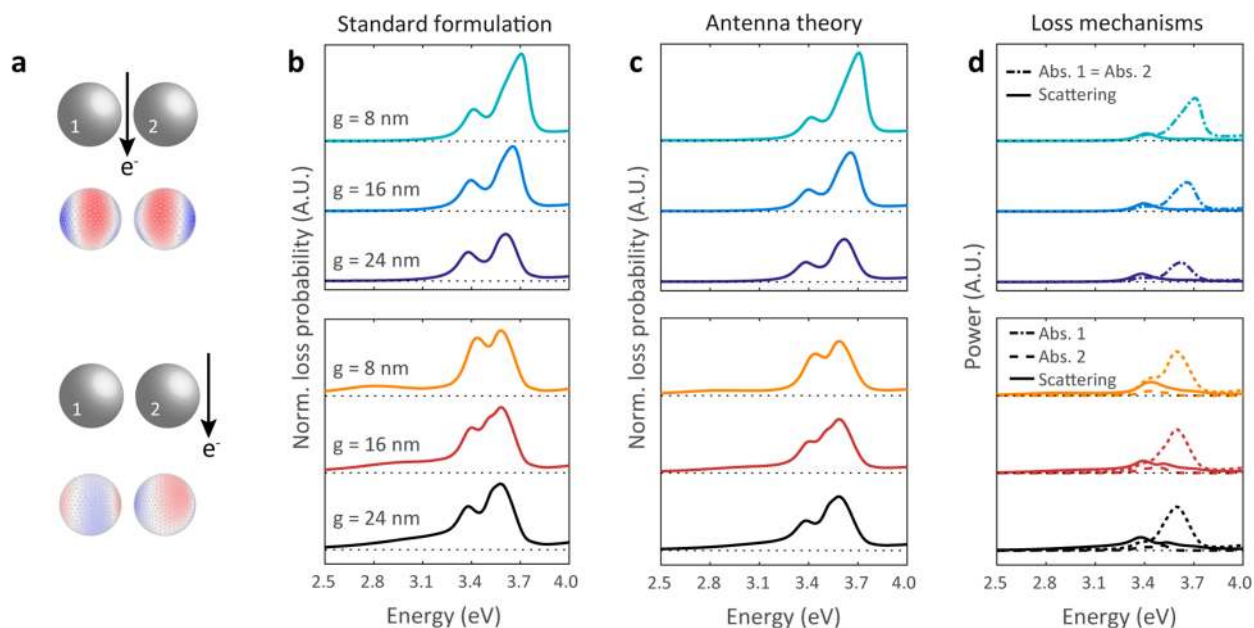 a
1
2
e-
1
2
e-
Standard formulation
b
Norm. loss probability (A.U.)
g = 8 nm
g = 16 nm
g = 24 nm
g = 8 nm
g = 16 nm
g = 24 nm
2.5 2.8 3.1 3.4 3.7 4.0
Energy (eV)
Antenna theory
c
Norm. loss probability (A.U.)
2.5 2.8 3.1 3.4 3.7 4.0
Energy (eV)
Loss mechanisms
d
Power (A.U.)
Abs. 1 = Abs. 2
Scattering
Abs. 1
Abs. 2
Scattering
2.5 2.8 3.1 3.4 3.7 4.0
Energy (eV)